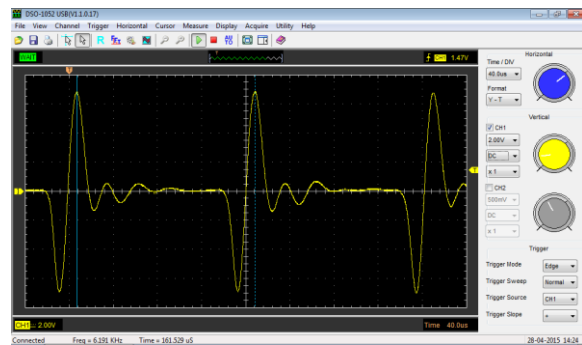 DSO-1052 USB(V1.1.0.17)
File View Channel Trigger Horizontal Cursor Measure Display Acquire Utility Help
WAIT
CH1 1.47V
T
1
CH1 2.00V
Time 40.0us
Horizontal
Time / DIV
40.0us
Format
Y - T
Vertical
CH1
2.00V
DC
x 1
CH2
500mV
DC
x 1
Trigger
Trigger Mode Edge
Trigger Sweep Normal
Trigger Source CH1
Trigger Slope +
Connected Freq = 6.191 KHz Time = 161.529 uS 28-04-2015 14:24